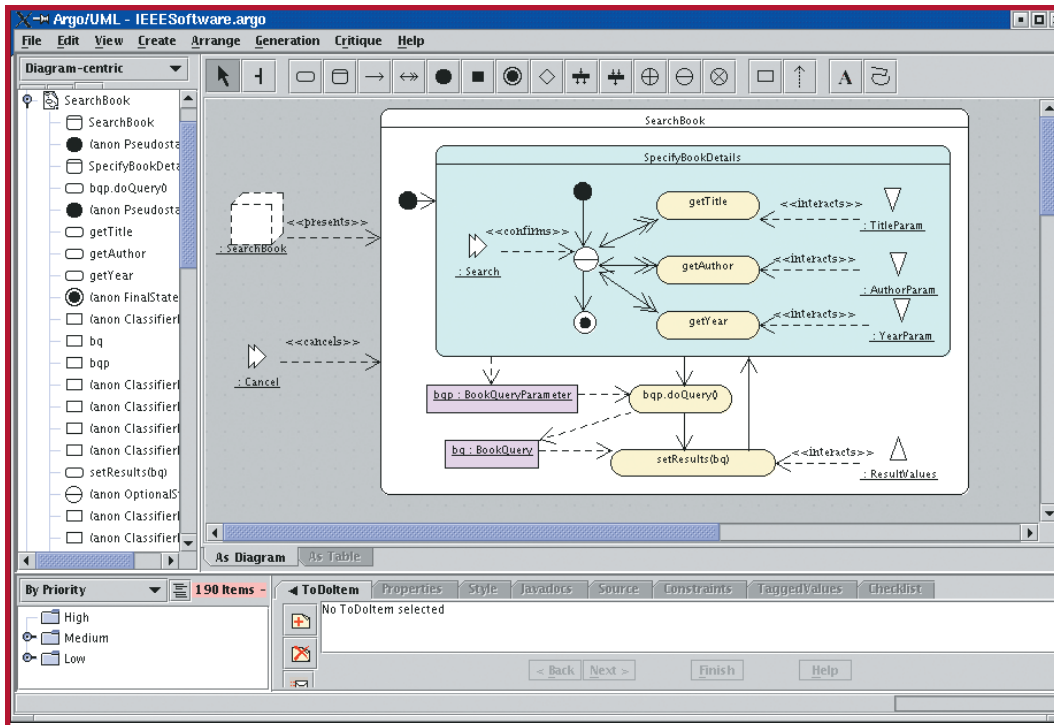 Argo/UML - IEEESoftware.argo
File Edit View Create Arrange Generation Critique Help
Diagram-centric
A
SearchBook
SearchBook
(anon Pseudosta
SpecifyBookDeta
bqp.doQuery()
(anon Pseudosta
getTitle
getAuthor
getYear
(anon FinalState
(anon Classifier
bq
bqp
(anon Classifier
(anon Classifier
(anon Classifier
(anon Classifier
setResults(bq)
(anon OptionalS
(anon Classifier
(anon Classifier
SearchBook
SpecifyBookDetails
getTitle
<<interacts>>
: TitleParam
<<presents>>
: SearchBook
<<confirms>>
: Search
getAuthor
<<interacts>>
: AuthorParam
getYear
<<interacts>>
: YearParam
<<cancels>>
: Cancel
bqp : BookQueryParameter
bqp.doQuery()
bq : BookQuery
setResults(bq)
<<interacts>>
: ResultValues
As Diagram As Table
By Priority 190 Items -
High
Medium
Low
ToDoItem Properties Style Javadocs Source Constraints TaggedValues Checklist
No ToDoItem selected
< Back Next > Finish Help